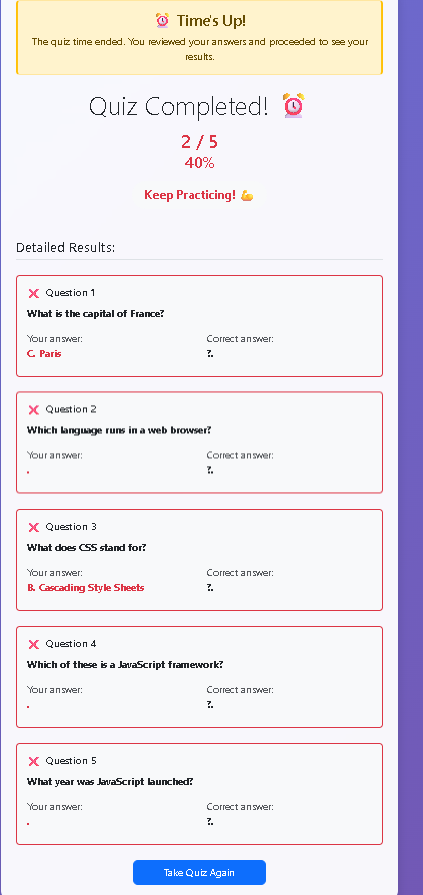 ⏰ Time's Up!
The quiz time ended. You reviewed your answers and proceeded to see your
results.
Quiz Completed! ⏰
2 / 5
40%
Keep Practicing! 💪
Detailed Results:
❌ Question 1
What is the capital of France?
Your answer: Correct answer:
C. Paris ?.
❌ Question 2
Which language runs in a web browser?
Your answer: Correct answer:
. ?.
❌ Question 3
What does CSS stand for?
Your answer: Correct answer:
B. Cascading Style Sheets ?.
❌ Question 4
Which of these is a JavaScript framework?
Your answer: Correct answer:
. ?.
❌ Question 5
What year was JavaScript launched?
Your answer: Correct answer:
. ?.
Take Quiz Again